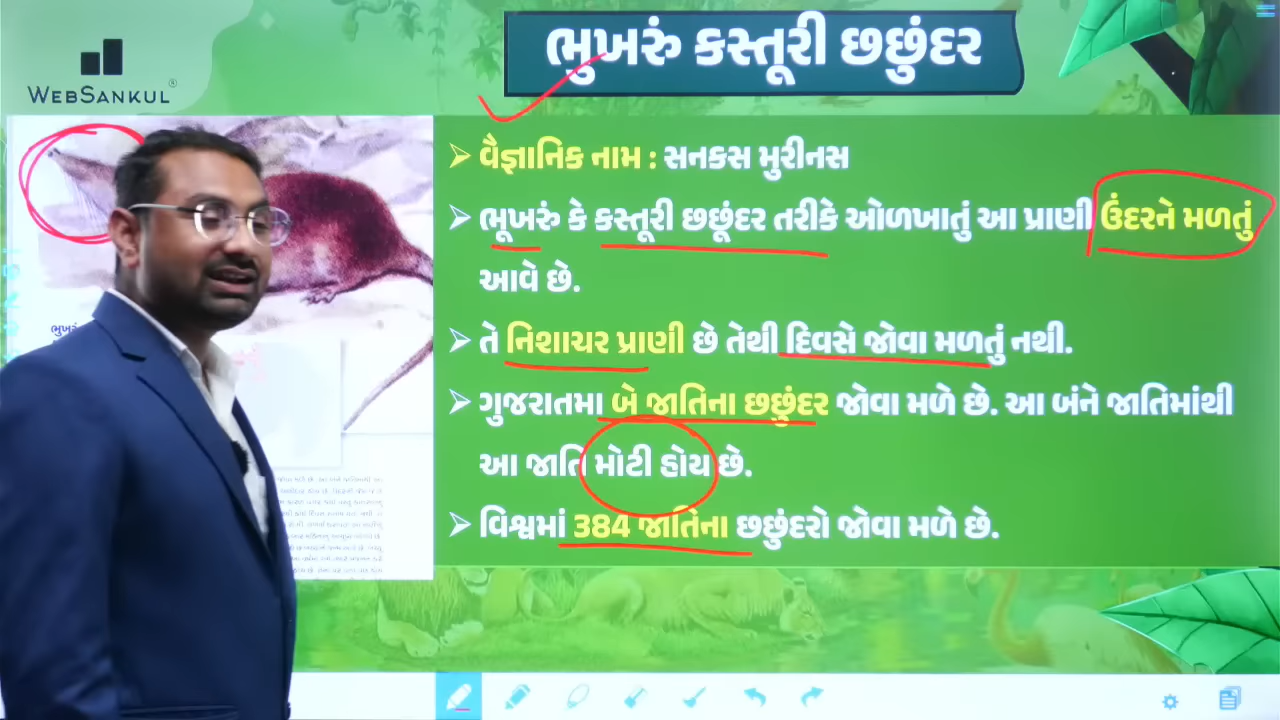 ભુખરું કસ્તૂરી છછુંદર
WEBSANKUL
વૈજ્ઞાનિક નામ : સનકસ મુરીનસ
ભૂખરું કે કસ્તૂરી છછૂંદર તરીકે ઓળખાતું આ પ્રાણી ઉંદરને મળતું
આવે છે.
તે નિશાચર પ્રાણી છે તેથી દિવસે જોવા મળતું નથી.
ગુજરાતમા બે જાતિના છછુંદર જોવા મળે છે. આ બંને જાતિમાંથી
આ જાતિ મોટી હોય છે.
વિશ્વમાં 384 જાતિના છછુંદરો જોવા મળે છે.